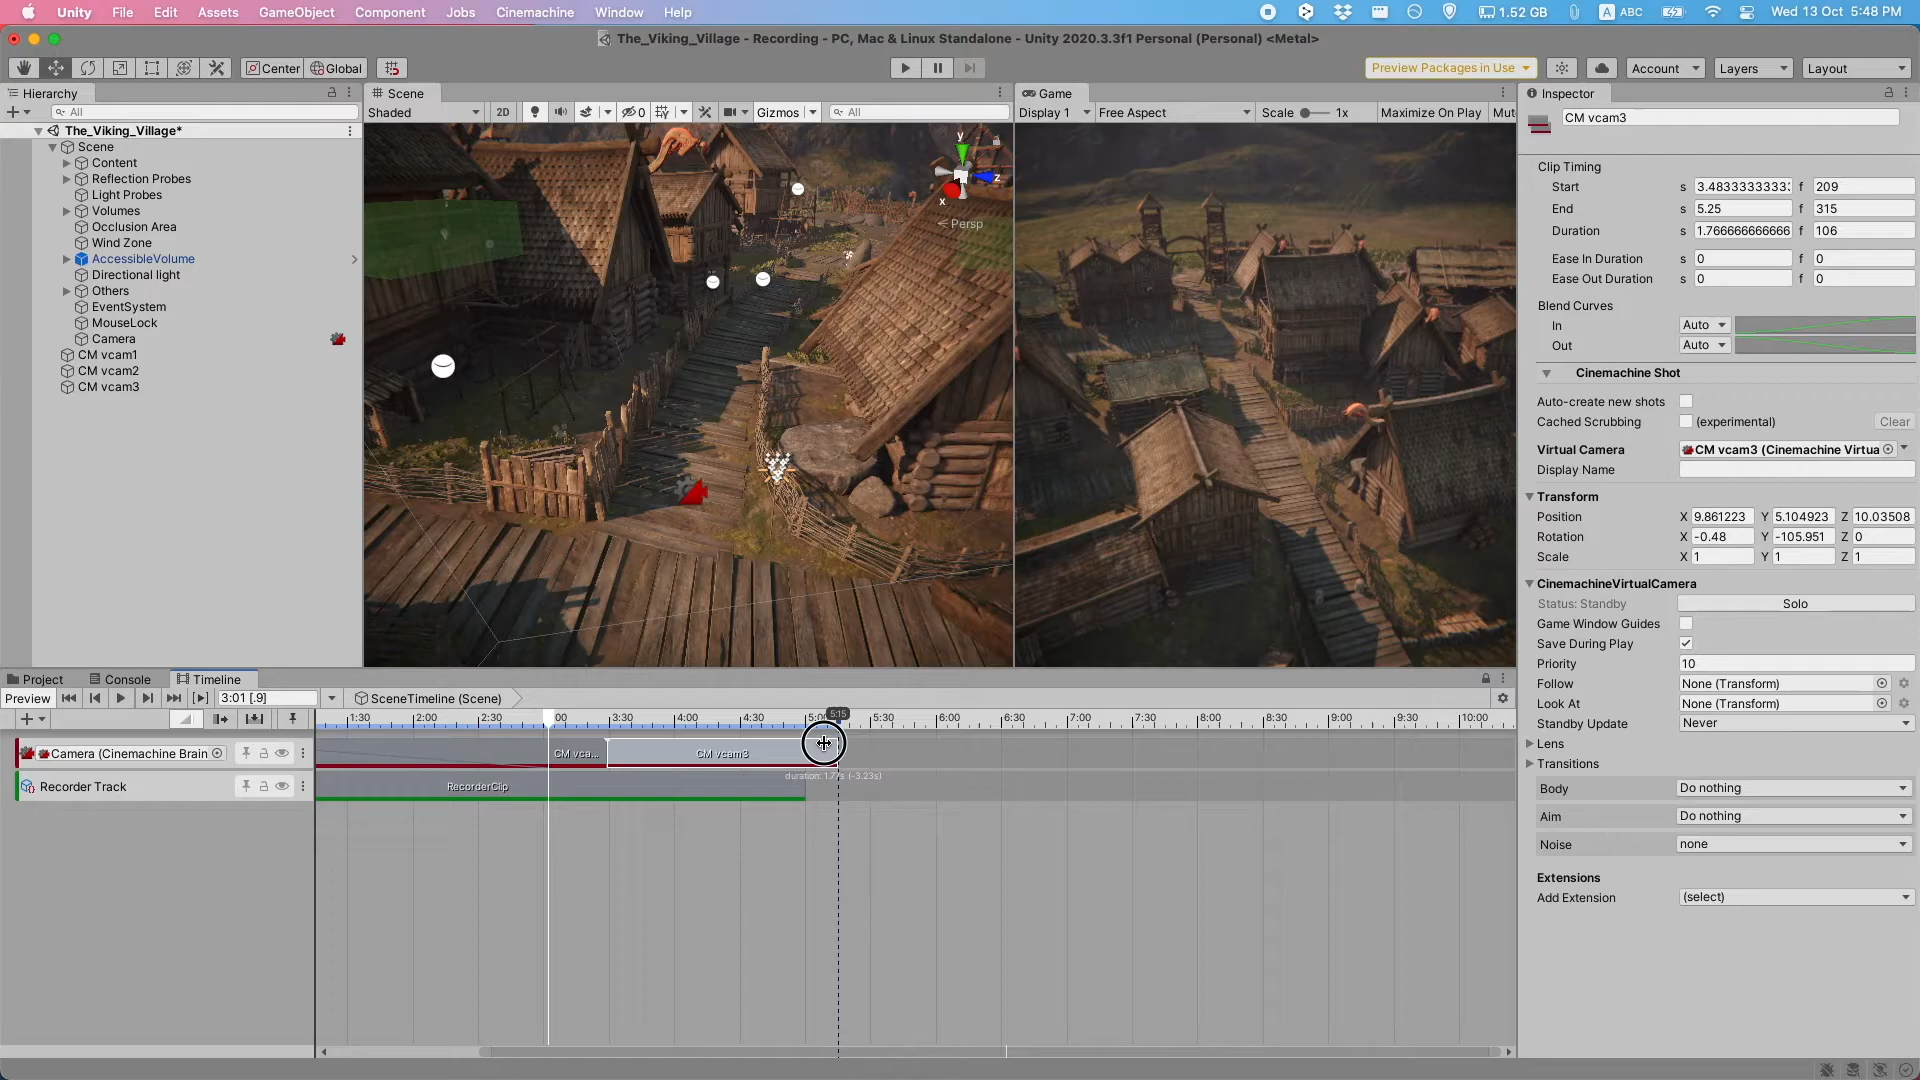 Unity File Edit Assets GameObject Component Jobs Cinemachine Window Help 1.52 GB A ABC Wed 13 Oct 5:48 PM
The_Viking_Village - Recording - PC, Mac & Linux Standalone - Unity 2020.3.3f1 Personal (Personal) <Metal>
Center Global Preview Packages in Use Account Layers Layout
Hierarchy
All
The_Viking_Village*
Scene
Content
Reflection Probes
Light Probes
Volumes
Occlusion Area
Wind Zone
AccessibleVolume
Directional light
Others
EventSystem
MouseLock
Camera
CM vcam1
CM vcam2
CM vcam3
Scene
Shaded 2D 0 Gizmos All
y
z
x
Persp
Game
Display 1 Free Aspect Scale 1x Maximize On Play Mut
Inspector
CM vcam3
Clip Timing
Start s 3.48333333333: f 209
End s 5.25 f 315
Duration s 1.766666666666 f 106
Ease In Duration s 0 f 0
Ease Out Duration s 0 f 0
Blend Curves
In Auto
Out Auto
Cinemachine Shot
Auto-create new shots
Cached Scrubbing (experimental) Clear
Virtual Camera CM vcam3 (Cinemachine Virtua
Display Name
Transform
Position X 9.861223 Y 5.104923 Z 10.03508
Rotation X -0.48 Y -105.951 Z 0
Scale X 1 Y 1 Z 1
CinemachineVirtualCamera
Status: Standby Solo
Game Window Guides
Save During Play
Priority 10
Follow None (Transform)
Look At None (Transform)
Standby Update Never
Lens
Transitions
Body Do nothing
Aim Do nothing
Noise none
Extensions
Add Extension (select)
Project Console Timeline
Preview 3:01 [.9] SceneTimeline (Scene)
1:30 2:00 2:30 00 3:30 4:00 4:30 5:00 5:15 5:30 6:00 6:30 7:00 7:30 8:00 8:30 9:00 9:30 10:00
Camera (Cinemachine Brain CM vca... CM vcam3
duration: 1.77s (-3.23s)
Recorder Track RecorderClip